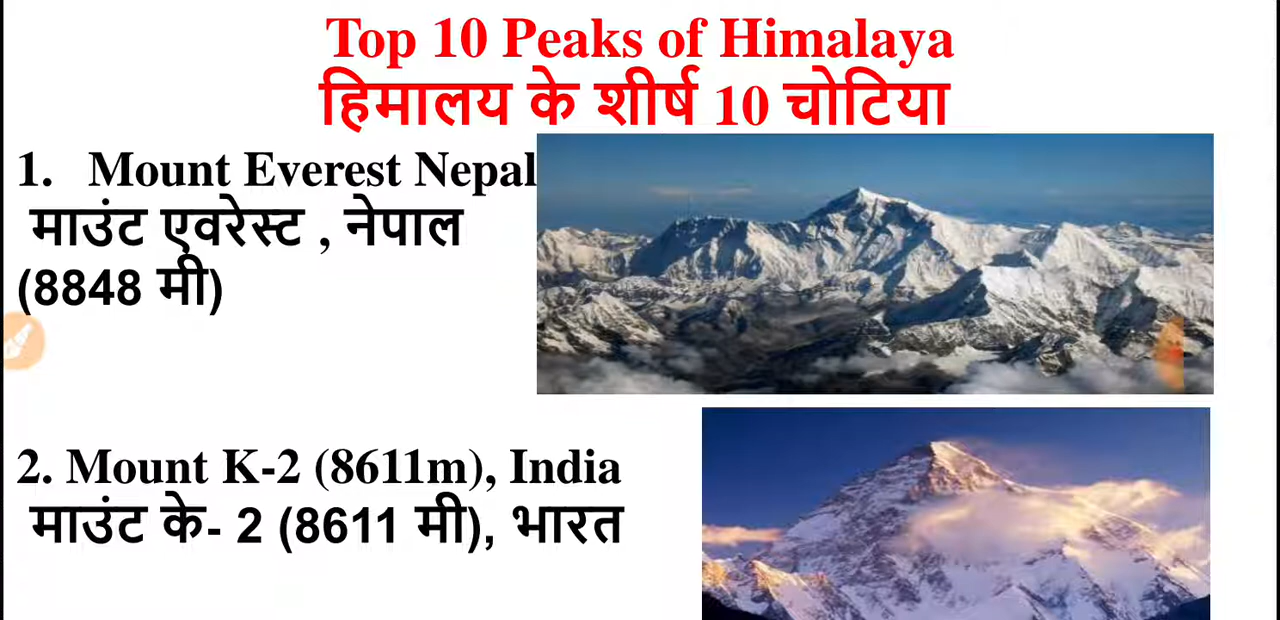 Top 10 Peaks of Himalaya
हिमालय के शीर्ष 10 चोटिया
1. Mount Everest Nepal
माउंट एवरेस्ट , नेपाल
(8848 मी)
2. Mount K-2 (8611m), India
माउंट के- 2 (8611 मी), भारत